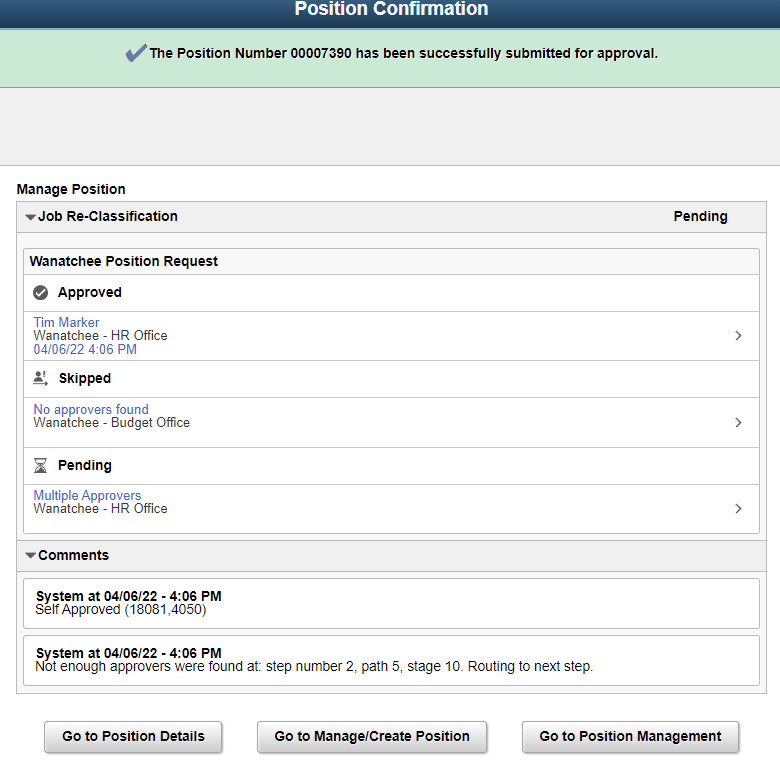 Position Confirmation
The Position Number 00007390 has been successfully submitted for approval.
Manage Position
Job Re-Classification Pending
Wanatchee Position Request
Approved
Tim Marker
Wanatchee - HR Office
04/06/22 4:06 PM
Skipped
No approvers found
Wanatchee - Budget Office
Pending
Multiple Approvers
Wanatchee - HR Office
Comments
System at 04/06/22 - 4:06 PM
Self Approved (18081,4050)
System at 04/06/22 - 4:06 PM
Not enough approvers were found at: step number 2, path 5, stage 10. Routing to next step.
Go to Position Details Go to Manage/Create Position Go to Position Management